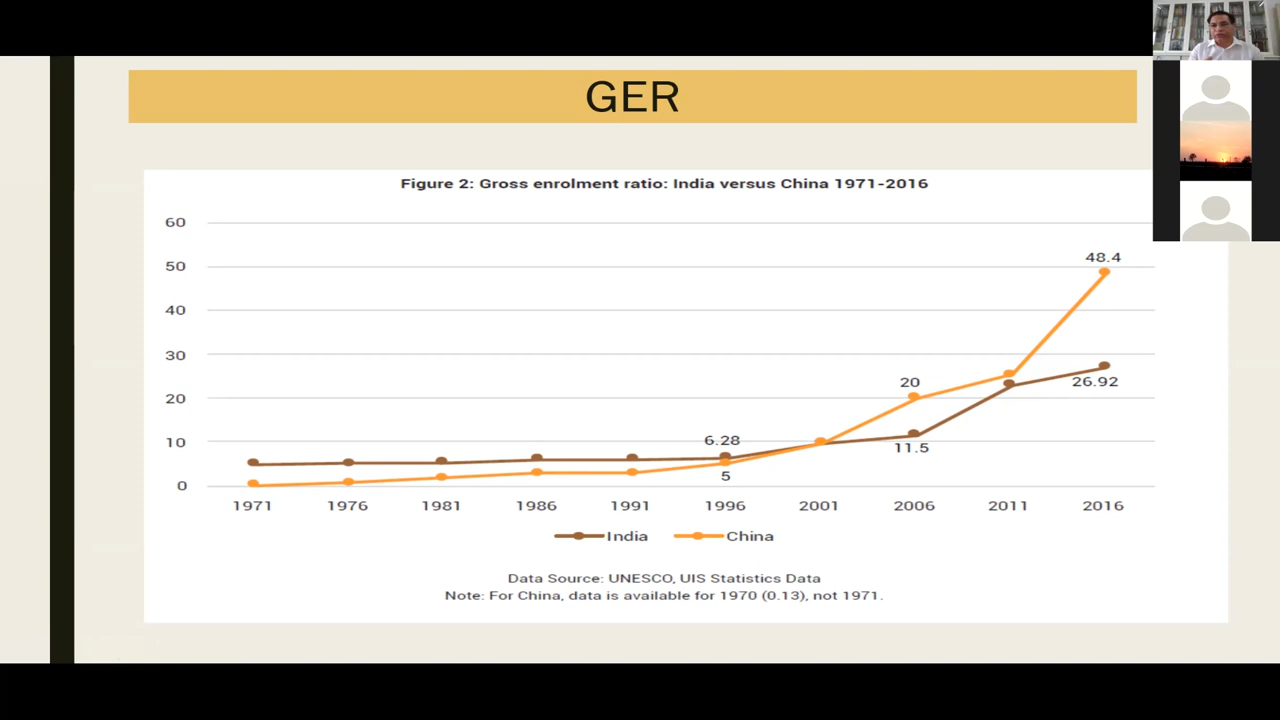 GER
Figure 2: Gross enrolment ratio: India versus China 1971-2016
60
50
40
30
20
10
0
48.4
26.92
20
11.5
6.28
5
1971 1976 1981 1986 1991 1996 2001 2006 2011 2016
India China
Data Source: UNESCO, UIS Statistics Data
Note: For China, data is available for 1970 (0.13), not 1971.